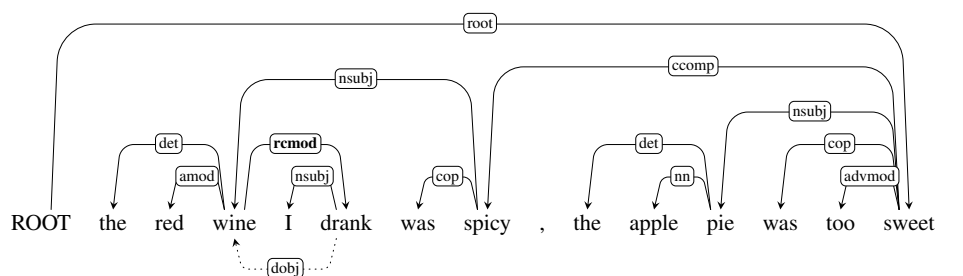 root
ccomp
nsubj
nsubj
det rcmod det cop
amod nsubj cop nn advmod
ROOT the red wine I drank was spicy , the apple pie was too sweet
dobj